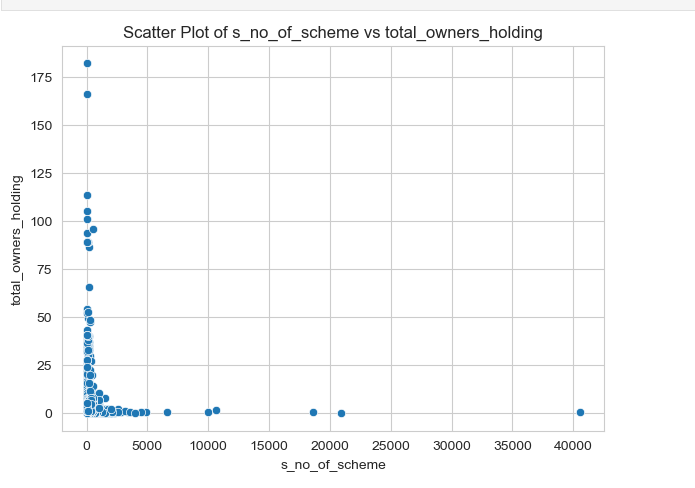 Scatter Plot of s_no_of_scheme vs total_owners_holding
175
150
125
100
75
50
25
0
total_owners_holding
0 5000 10000 15000 20000 25000 30000 35000 40000
s_no_of_scheme